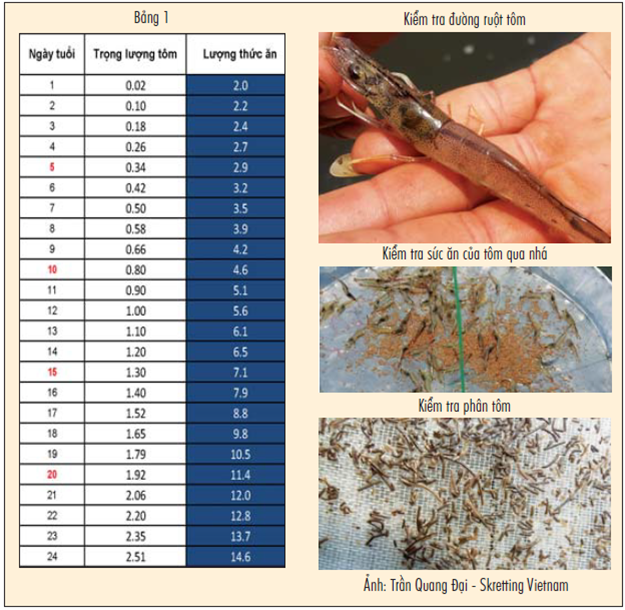 Bảng 1
Ngày tuổi Trọng lượng tôm Lượng thức ăn
1 0.02 2.0
2 0.10 2.2
3 0.18 2.4
4 0.26 2.7
5 0.34 2.9
6 0.42 3.2
7 0.50 3.5
8 0.58 3.9
9 0.66 4.2
10 0.80 4.6
11 0.90 5.1
12 1.00 5.6
13 1.10 6.1
14 1.20 6.5
15 1.30 7.1
16 1.40 7.9
17 1.52 8.8
18 1.65 9.8
19 1.79 10.5
20 1.92 11.4
21 2.06 12.0
22 2.20 12.8
23 2.35 13.7
24 2.51 14.6
Kiểm tra đường ruột tôm
Kiểm tra sức ăn của tôm qua nhá
Kiểm tra phân tôm
Ảnh: Trần Quang Đại - Skretting Vietnam